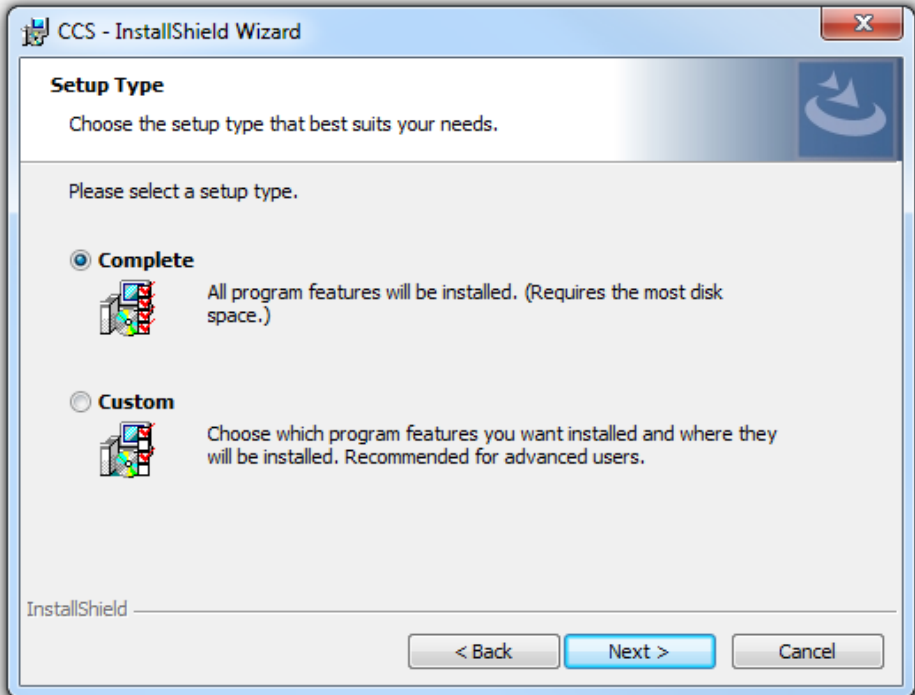 CCS - InstallShield Wizard
Setup Type
Choose the setup type that best suits your needs.
Please select a setup type.
Complete
All program features will be installed. (Requires the most disk
space.)
Custom
Choose which program features you want installed and where they
will be installed. Recommended for advanced users.
InstallShield
< Back
Next >
Cancel